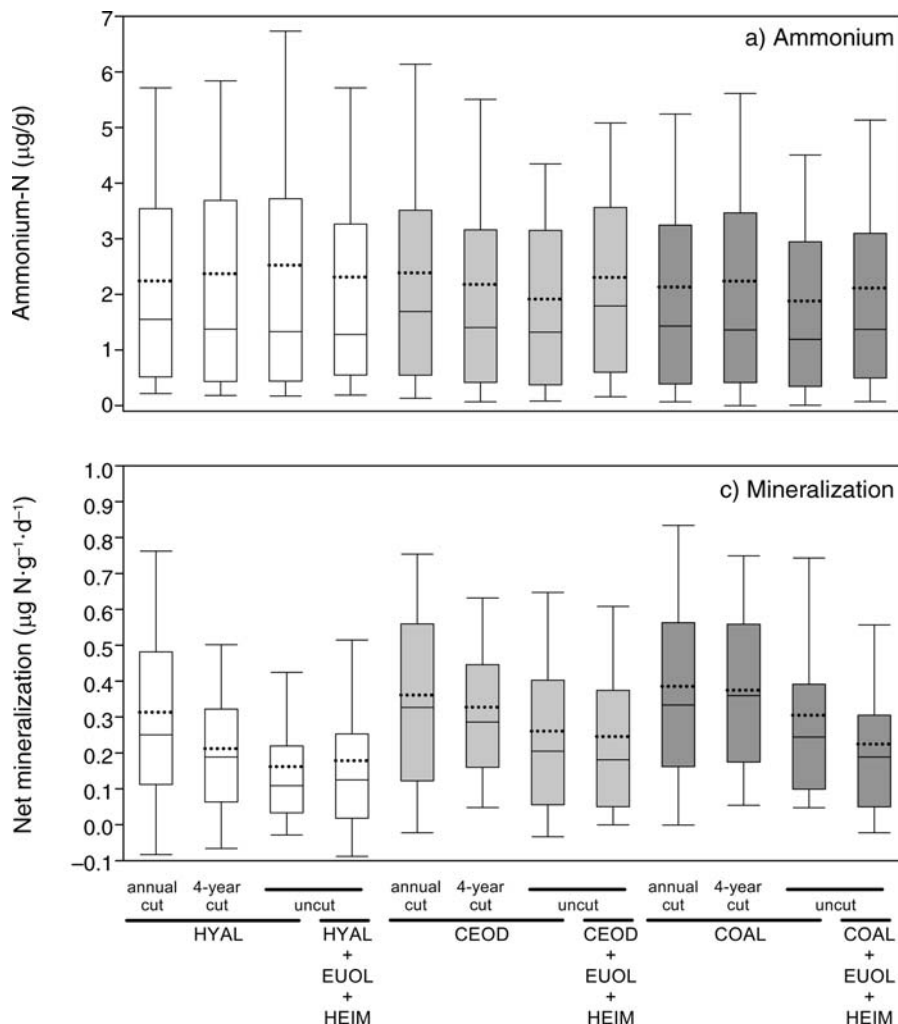 a) Ammonium
Ammonium-N (µg/g)
7
6
5
4
3
2
1
0
c) Mineralization
Net mineralization (µg N·g⁻¹·d⁻¹)
1.0
0.9
0.8
0.7
0.6
0.5
0.4
0.3
0.2
0.1
0.0
–0.1
annual 4-year annual 4-year annual 4-year
cut cut uncut cut cut uncut cut cut uncut
HYAL HYAL CEOD CEOD COAL COAL
+ + +
EUOL EUOL EUOL
+ + +
HEIM HEIM HEIM